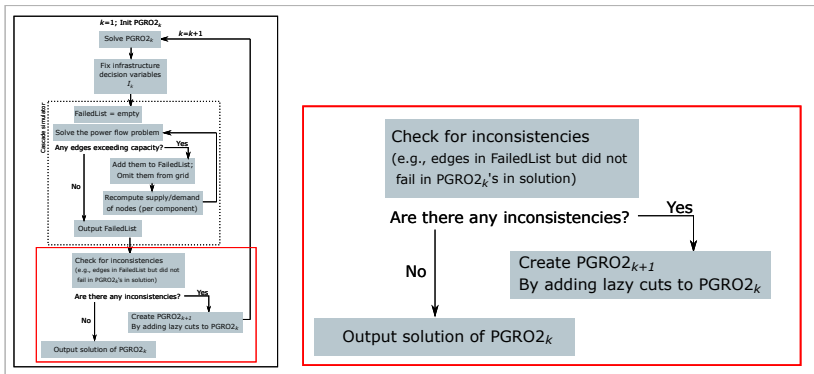 k=1; Init PGRO2k
k=k+1
Solve PGRO2k
Fix infrastructure
decision variables
Ik
Cascade simulator
FailedList = empty
Solve the power flow problem
Any edges exceeding capacity?
Yes
Add them to FailedList;
Omit them from grid
No
Recompute supply/demand
of nodes (per component)
Output FailedList
Check for inconsistencies
(e.g., edges in FailedList but did not
fail in PGRO2k's in solution)
Are there any inconsistencies?
Yes
Create PGRO2k+1
By adding lazy cuts to PGRO2k
No
Output solution of PGRO2k
Check for inconsistencies
(e.g., edges in FailedList but did not
fail in PGRO2k's in solution)
Are there any inconsistencies?
Yes
No
Create PGRO2k+1
By adding lazy cuts to PGRO2k
Output solution of PGRO2k